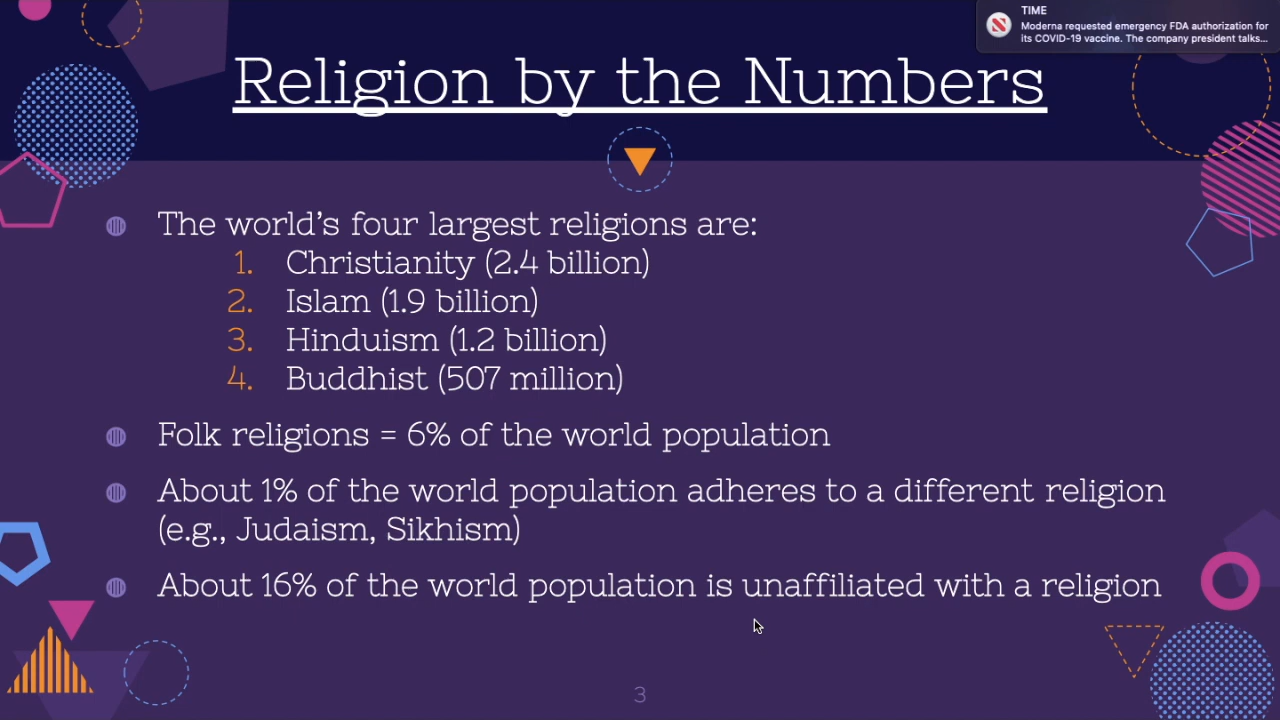 TIME
Moderna requested emergency FDA authorization for
its COVID-19 vaccine. The company president talks...
Religion by the Numbers
The world's four largest religions are:
1. Christianity (2.4 billion)
2. Islam (1.9 billion)
3. Hinduism (1.2 billion)
4. Buddhist (507 million)
Folk religions = 6% of the world population
About 1% of the world population adheres to a different religion
(e.g., Judaism, Sikhism)
About 16% of the world population is unaffiliated with a religion
3